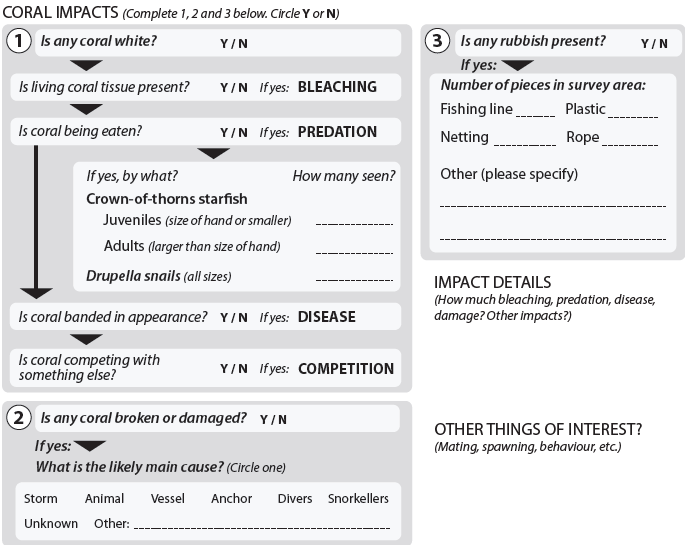 CORAL IMPACTS (Complete 1, 2 and 3 below. Circle Y or N)
1 Is any coral white? Y / N
Is living coral tissue present? Y / N If yes: BLEACHING
Is coral being eaten? Y / N If yes: PREDATION
If yes, by what? How many seen?
Crown-of-thorns starfish
Juveniles (size of hand or smaller)
Adults (larger than size of hand)
Drupella snails (all sizes)
Is coral banded in appearance? Y / N If yes: DISEASE
Is coral competing with
something else? Y / N If yes: COMPETITION
2 Is any coral broken or damaged? Y / N
If yes:
What is the likely main cause? (Circle one)
Storm Animal Vessel Anchor Divers Snorkellers
Unknown Other:
3 Is any rubbish present? Y / N
If yes:
Number of pieces in survey area:
Fishing line Plastic
Netting Rope
Other (please specify)
IMPACT DETAILS
(How much bleaching, predation, disease,
damage? Other impacts?)
OTHER THINGS OF INTEREST?
(Mating, spawning, behaviour, etc.)